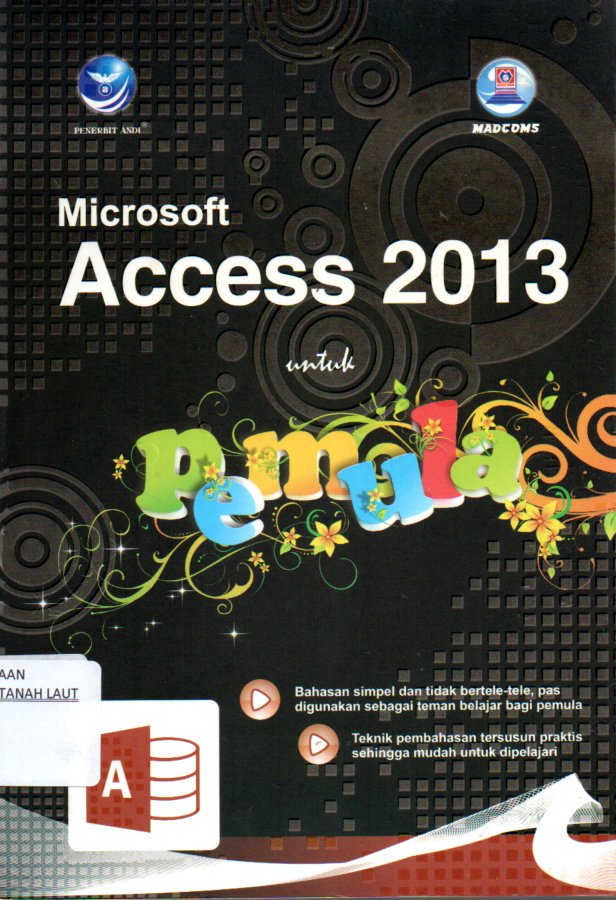 PENERBIT ANDI®
MADCOMS
Microsoft
Access 2013
untuk
pemula
AAN
TANAH LAUT
Bahasan simpel dan tidak bertele-tele, pas
digunakan sebagai teman belajar bagi pemula
Teknik pembahasan tersusun praktis
sehingga mudah untuk dipelajari
A